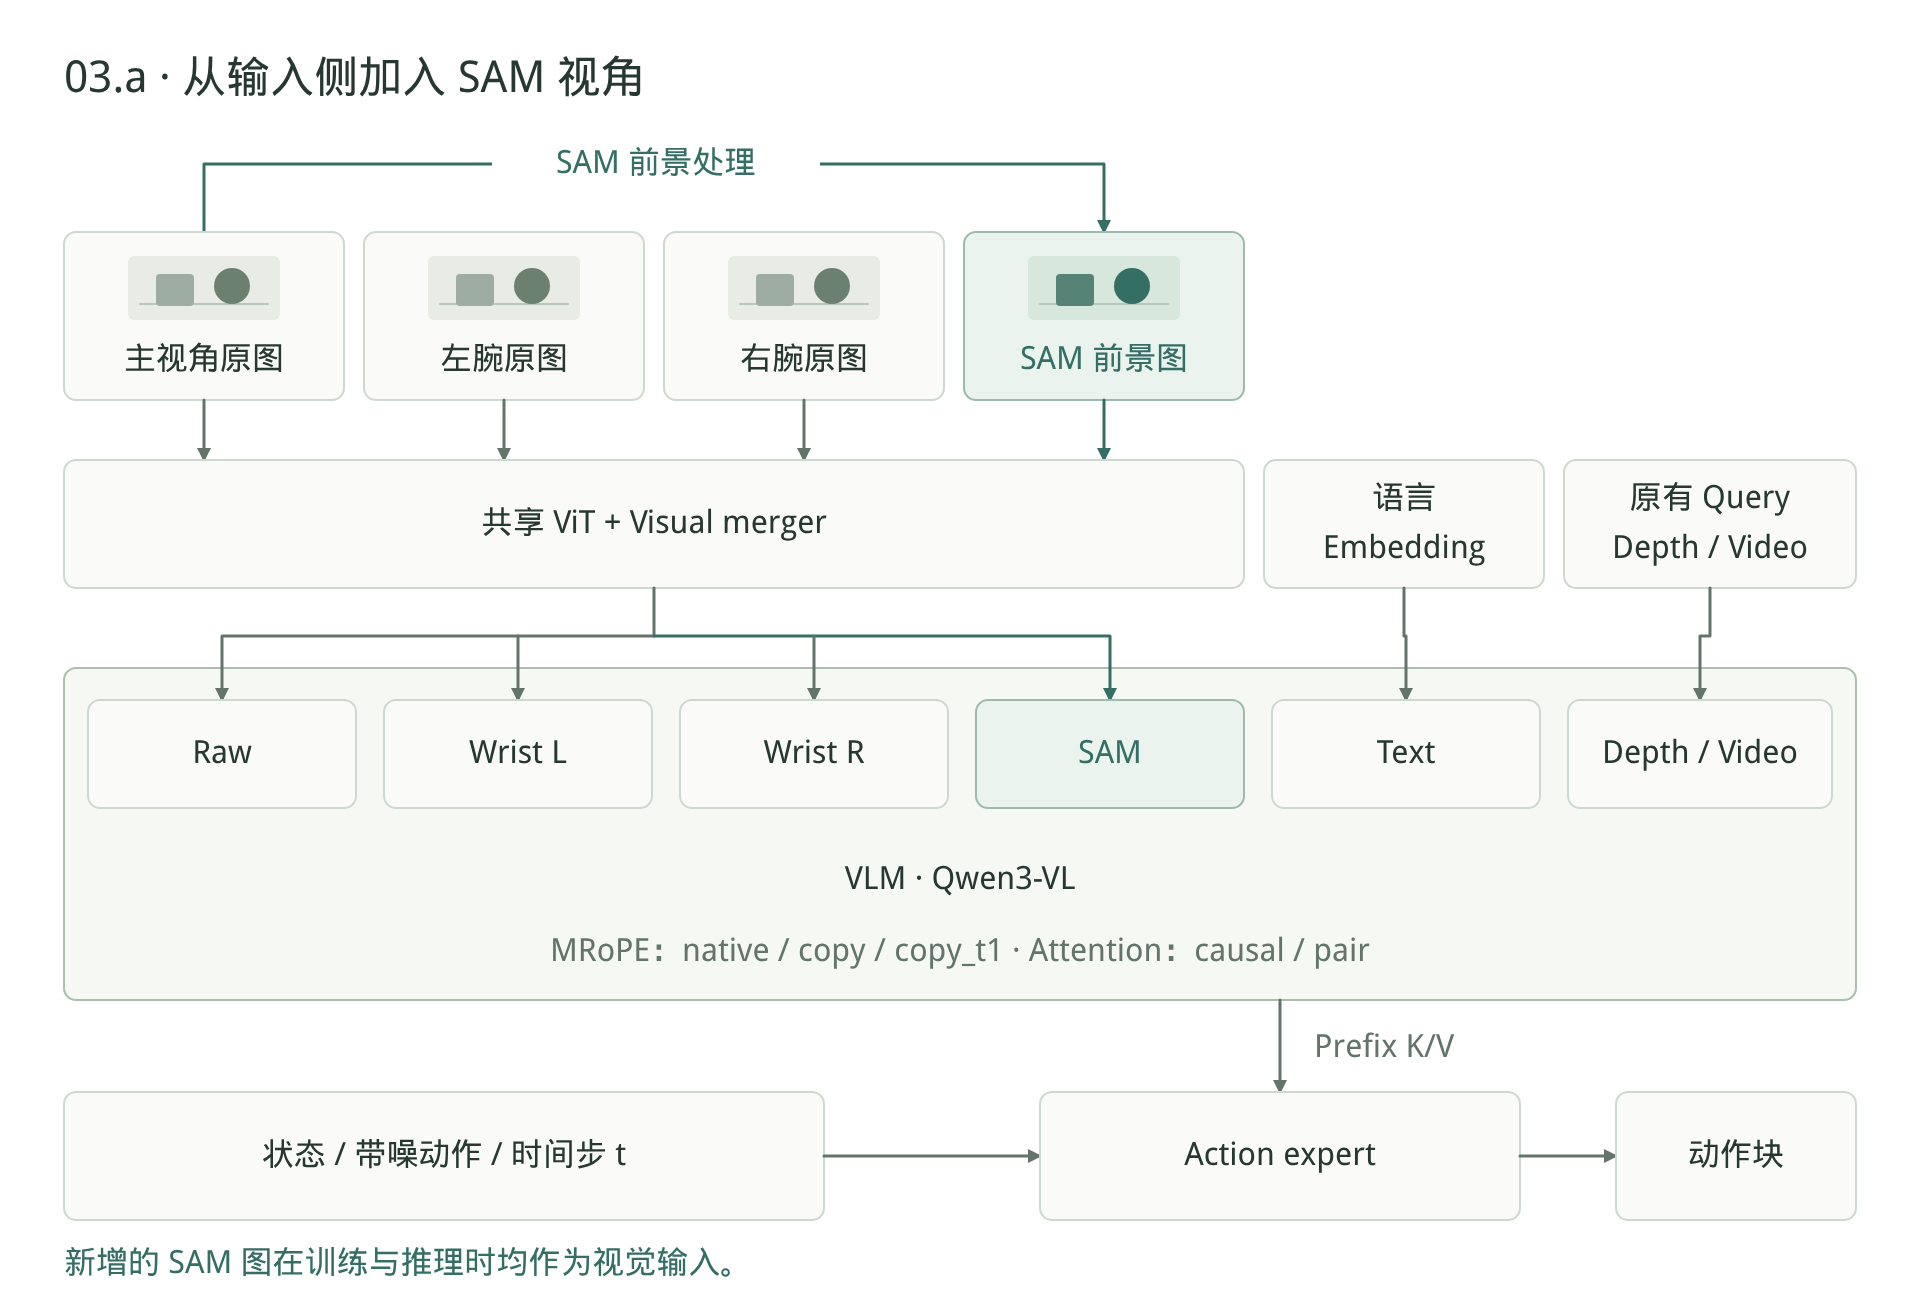 03.a · 从输入侧加入 SAM 视角
SAM 前景处理
主视角原图
左腕原图
右腕原图
SAM 前景图
共享 ViT + Visual merger
语言
Embedding
原有 Query
Depth / Video
Raw
Wrist L
Wrist R
SAM
Text
Depth / Video
VLM · Qwen3-VL
MRoPE：native / copy / copy_t1 · Attention：causal / pair
Prefix K/V
状态 / 带噪动作 / 时间步 t
Action expert
动作块
新增的 SAM 图在训练与推理时均作为视觉输入。